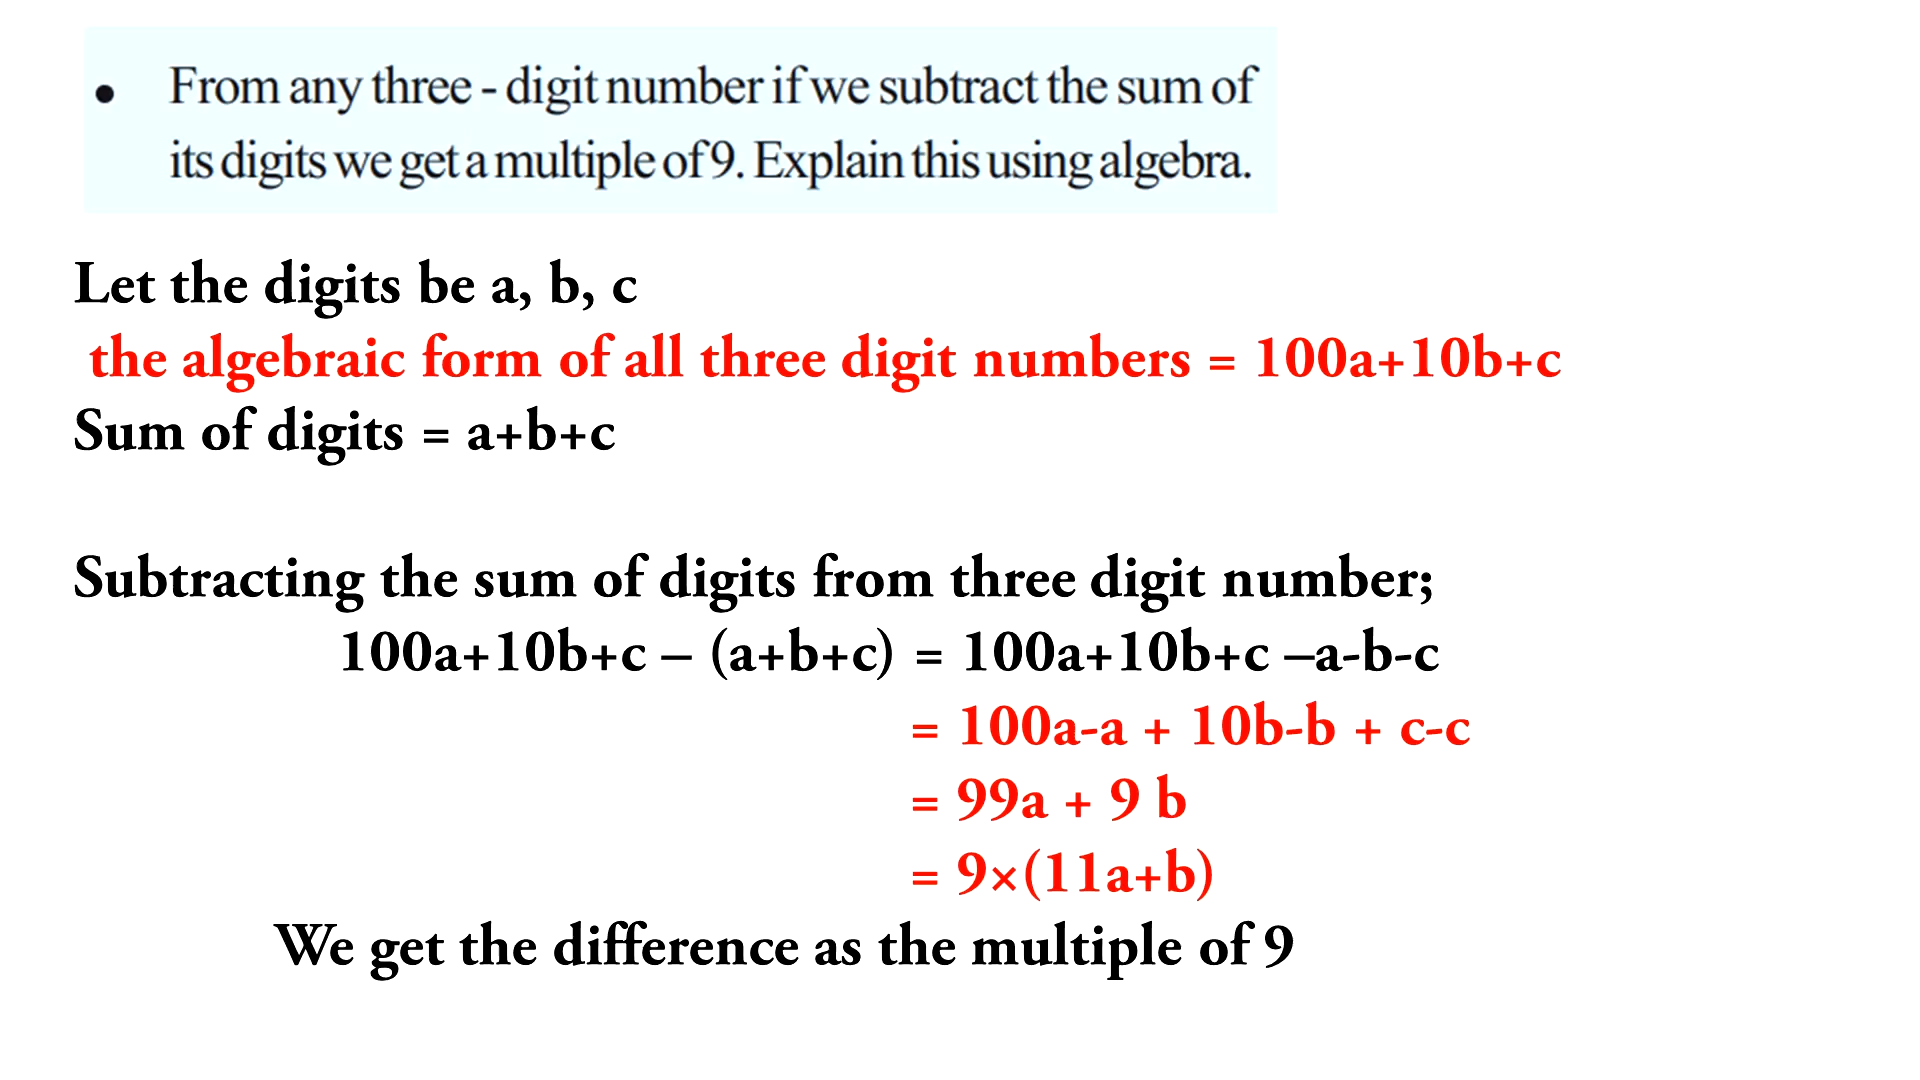 • From any three - digit number if we subtract the sum of
its digits we get a multiple of 9. Explain this using algebra.
Let the digits be a, b, c
the algebraic form of all three digit numbers = 100a+10b+c
Sum of digits = a+b+c
Subtracting the sum of digits from three digit number;
100a+10b+c – (a+b+c) = 100a+10b+c –a-b-c
= 100a-a + 10b-b + c-c
= 99a + 9 b
= 9×(11a+b)
We get the difference as the multiple of 9